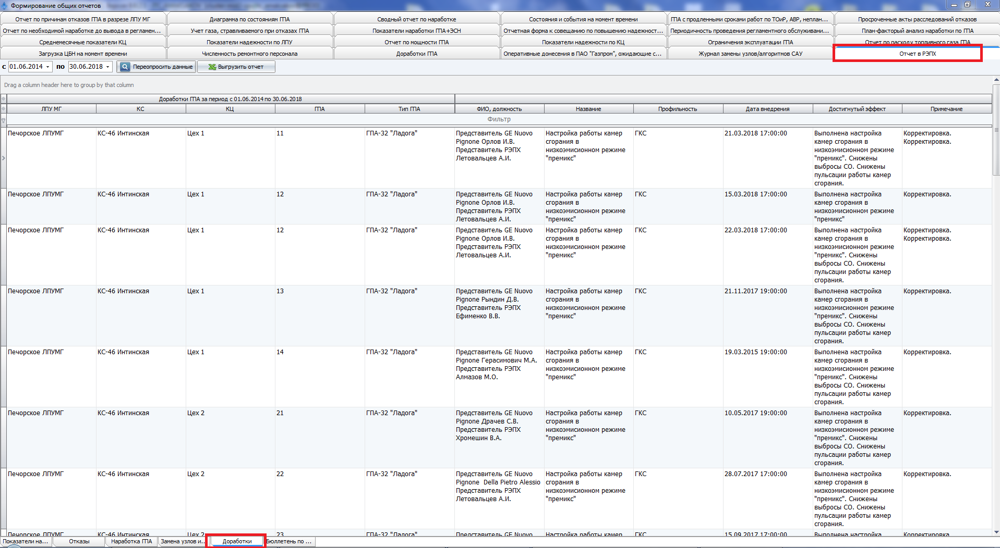 Формирование общих отчетов
Отчет по причинам отказов ГПА в разрезе ЛПУ МГ
Диаграмма по состояниям ГПА
Сводный отчет по наработке
Состояния и события на момент времени
ГПА с продленными сроками работ по ТОиР, АВР, неплан...
Просроченные акты расследований отказов
Отчет по необходимой наработке до вывода в регламен...
Учет газа, стравливаемого при отказах ГПА
Показатели наработки ГПА+ЭСН
Отчетная форма к совещанию по повышению надежност...
Периодичность проведения регламентного обслуживани...
План-факторый анализ наработки по ГПА
Среднемесячные показатели КЦ
Показатели надежности по ЛПУ
Отчет по мощности ГПА
Показатели надежности по КЦ
Ограничения эксплуатации ГПА
Отчет по расходу топливного газа ГПА
Загрузка ЦБН на момент времени
Численность ремонтного персонала
Доработки ГПА
Оперативные донесения в ПАО "Газпром", ожидающие с...
Журнал замены узлов/алгоритмов САУ
Отчет в РЭПХ
с 01.06.2014 по 30.06.2018 Переопросить данные Выгрузить отчет
Drag a column header here to group by that column
Доработки ГПА за период с 01.06.2014 по 30.06.2018
ЛПУ МГ КС КЦ ГПА Тип ГПА ФИО, должность Название Профильность Дата внедрения Достигнутый эффект Примечание
Фильтр
Печорское ЛПУМГ КС-46 Интинская Цех 1 11 ГПА-32 "Ладога" Представитель GE Nuovo Настройка работы камер ГКС 21.03.2018 17:00:00 Выполнена настройка Корректировка.
Pignone Орлов И.В. сгорания в камер сгорания в Корректировка.
Представитель РЭПХ низкоэмисионном режиме низкоэмисионном режиме
Летовальцев А.И. "премикс" "премикс". Снижены
выбросы СО. Снижены
пульсации работы камер
сгорания.
Печорское ЛПУМГ КС-46 Интинская Цех 1 12 ГПА-32 "Ладога" Представитель GE Nuovo Настройка работы камер ГКС 15.03.2018 17:00:00 Выполнена настройка Корректировка.
Pignone Орлов И.В. сгорания в камер сгорания в
Представитель РЭПХ низкоэмисионном режиме низкоэмисионном режиме
Летовальцев А.И. "премикс" "премикс"
Печорское ЛПУМГ КС-46 Интинская Цех 1 12 ГПА-32 "Ладога" Представитель GE Nuovo Настройка работы камер ГКС 22.03.2018 17:00:00 Выполнена настройка Корректировка.
Pignone Орлов И.В. сгорания в камер сгорания в Корректировка.
Представитель РЭПХ низкоэмисионном режиме низкоэмисионном режиме
Летовальцев А.И. "премикс" "премикс". Снижены
выбросы СО. Снижены
пульсации работы камер
сгорания.
Печорское ЛПУМГ КС-46 Интинская Цех 1 13 ГПА-32 "Ладога" Представитель GE Nuovo Настройка работы камер ГКС 21.11.2017 19:00:00 Выполнена настройка Корректировка.
Pignone Рындин Д.В. сгорания в камер сгорания в
Представитель РЭПХ низкоэмисионном режиме низкоэмисионном режиме
Ефименко В.В. "премикс" "премикс". Снижены
выбросы СО. Снижены
пульсации работы камер
сгорания.
Печорское ЛПУМГ КС-46 Интинская Цех 1 14 ГПА-32 "Ладога" Представитель GE Nuovo Настройка работы камер ГКС 19.03.2015 19:00:00 Выполнена настройка Корректировка.
Pignone Герасимович М.А. сгорания в камер сгорания в
Представитель РЭПХ низкоэмисионном режиме низкоэмисионном режиме
Алмазов М.О. "премикс" "премикс". Снижены
выбросы СО. Снижены
пульсации работы камер
сгорания.
Печорское ЛПУМГ КС-46 Интинская Цех 2 21 ГПА-32 "Ладога" Представитель GE Nuovo Настройка работы камер ГКС 10.05.2017 19:00:00 Выполнена настройка Корректировка.
Pignone Драчев С.В. сгорания в камер сгорания в
Представитель РЭПХ низкоэмисионном режиме низкоэмисионном режиме
Хромешин В.А. "премикс" "премикс". Снижены
выбросы СО. Снижены
пульсации работы камер
сгорания.
Печорское ЛПУМГ КС-46 Интинская Цех 2 22 ГПА-32 "Ладога" Представитель GE Nuovo Настройка работы камер ГКС 28.07.2017 17:00:00 Выполнена настройка Корректировка.
Pignone Della Pietro Alessio сгорания в камер сгорания в
Представитель РЭПХ низкоэмисионном режиме низкоэмисионном режиме
Летовальцев А.И. "премикс" "премикс". Снижены
выбросы СО. Снижены
пульсации работы камер
сгорания.
Печорское ЛПУМГ КС-46 Интинская Цех 2 23 ГПА-32 "Ладога" Представитель GE Nuovo Настройка работы камер ГКС 15.09.2017 17:00:00 Выполнена настройка Корректировка.
Показатели на... Отказы Наработка ГПА Замена узлов и... Доработки Бюллетень по ...